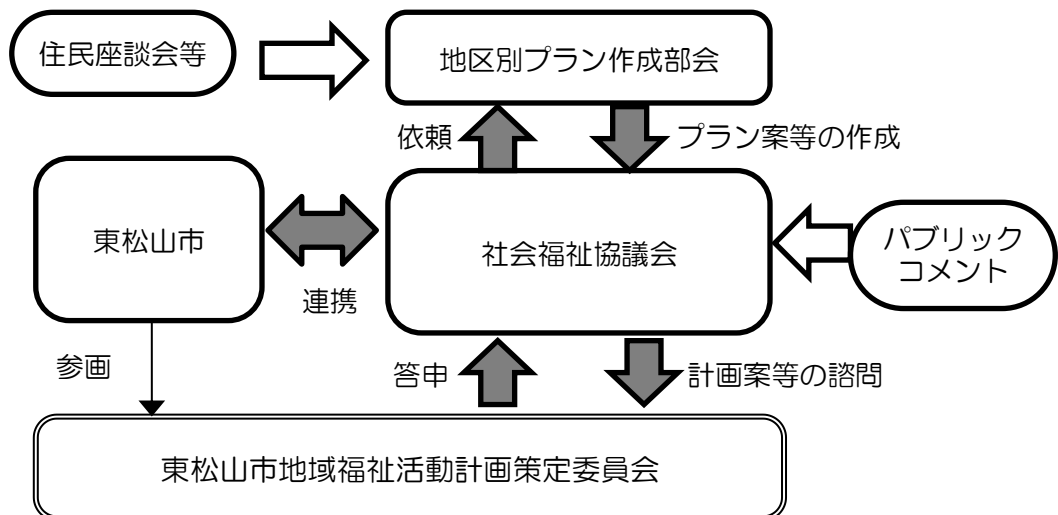 住民座談会等
地区別プラン作成部会
依頼
プラン案等の作成
東松山市
社会福祉協議会
パブリック
コメント
連携
参画
答申
計画案等の諮問
東松山市地域福祉活動計画策定委員会